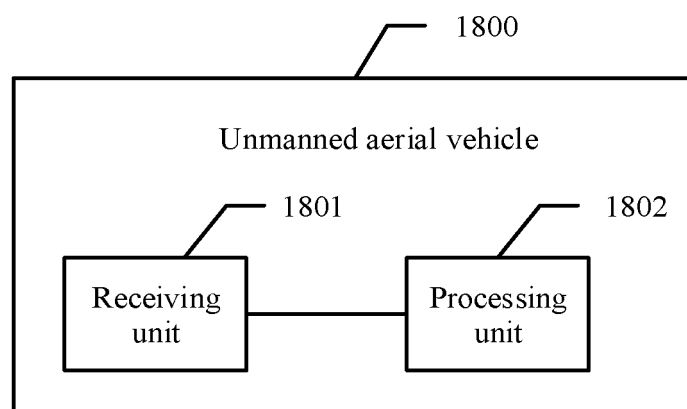 1800
Unmanned aerial vehicle
1801
1802
Receiving
unit
Processing
unit